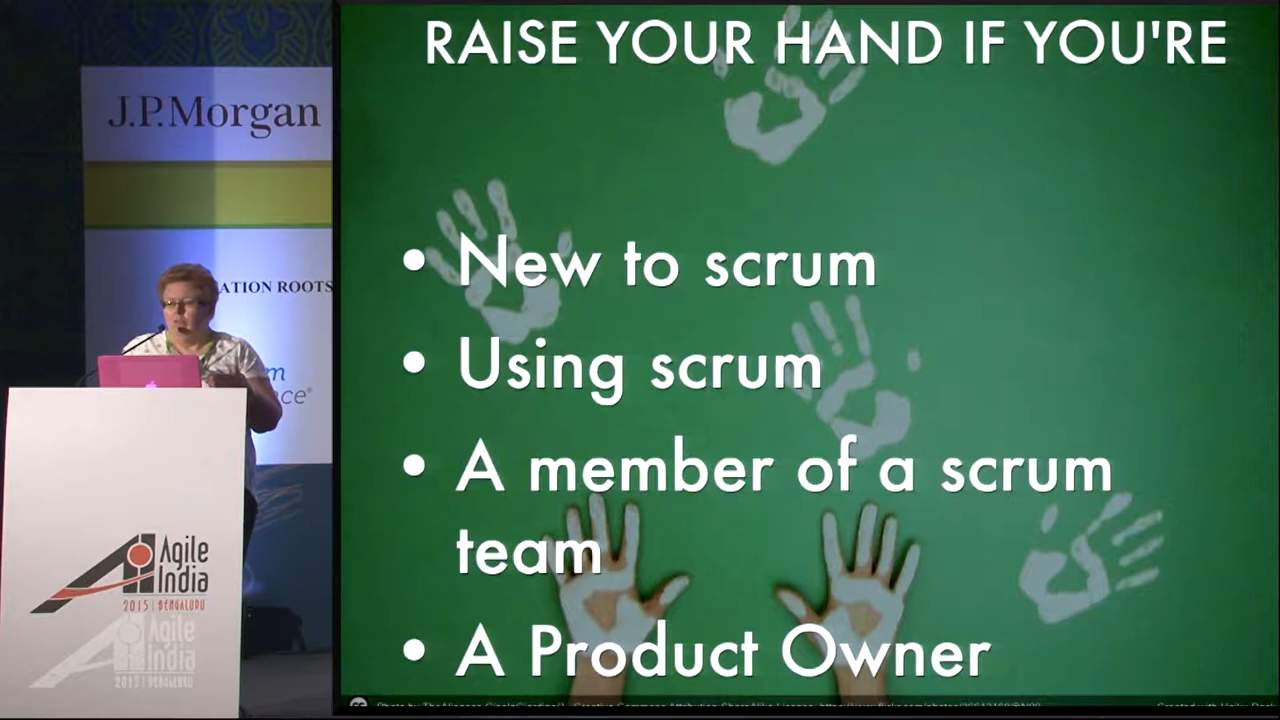 RAISE YOUR HAND IF YOU'RE
J.P.Morgan
• New to scrum
ATION ROOTS
• Using scrum
m
ce®
• A member of a scrum
team
Agile
India
2015 | BENGALURU
Agile
India
2015 | BENGALURU
• A Product Owner